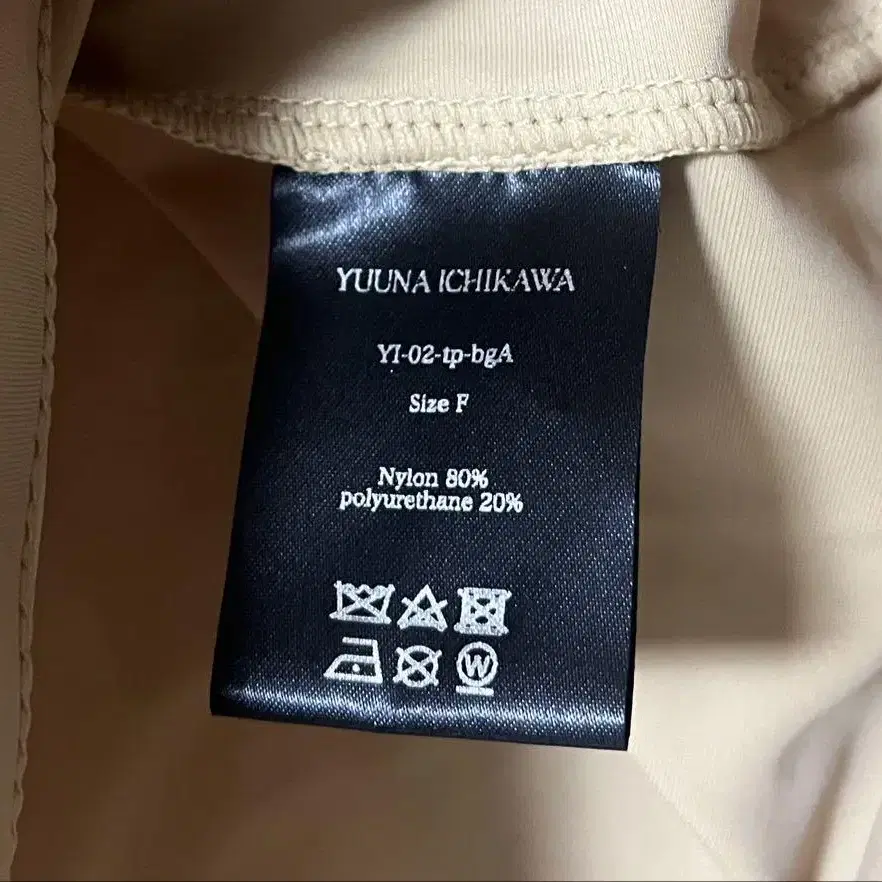 YUUNA ICHIKAWA
YI-02-tp-bgA
Size F
Nylon 80%
polyurethane 20%
W